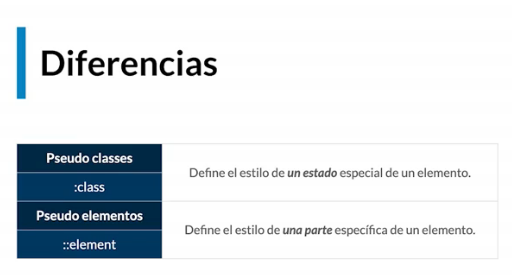 Diferencias
Pseudo classes
:class
Define el estilo de un estado especial de un elemento.
Pseudo elementos
::element
Define el estilo de una parte específica de un elemento.